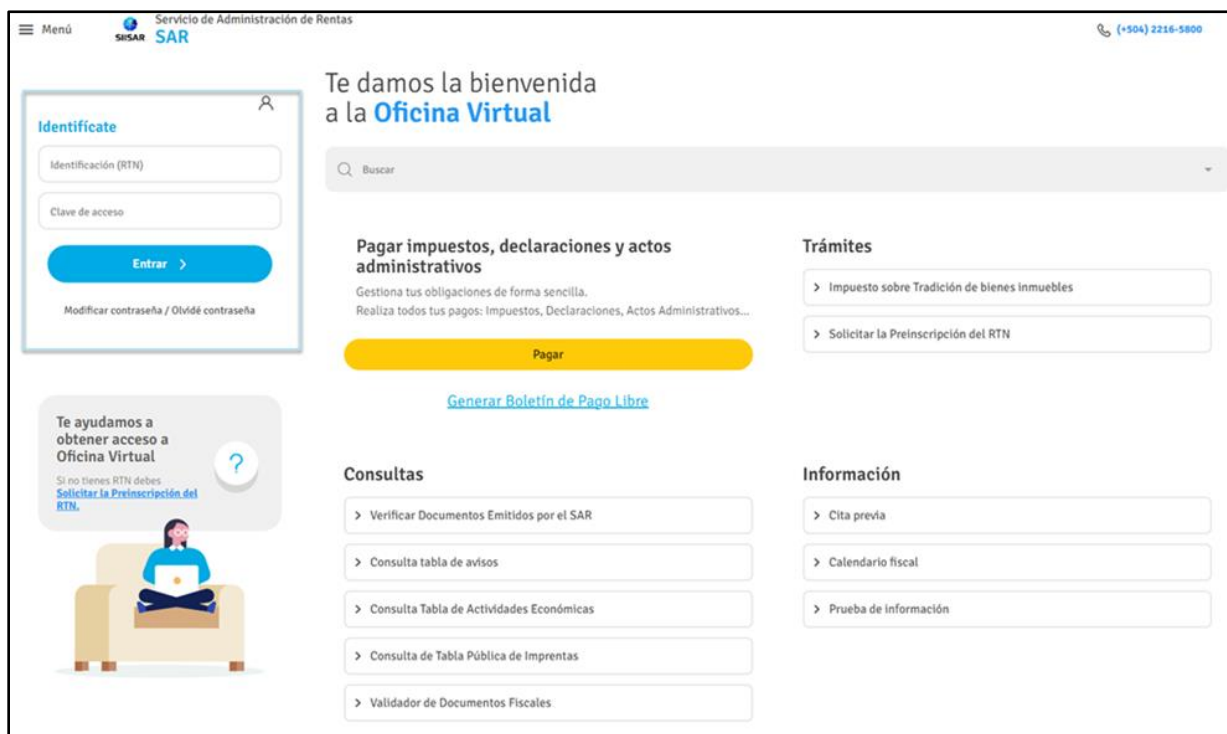 Menú
SIISAR
Servicio de Administración de Rentas
SAR
(+504) 2216-5800
Identifícate
Identificación (RTN)
Clave de acceso
Entrar >
Modificar contraseña / Olvidé contraseña
Te ayudamos a
obtener acceso a
Oficina Virtual
?
Si no tienes RTN debes
Solicitar la Preinscripción del
RTN.
Te damos la bienvenida
a la Oficina Virtual
Buscar
Pagar impuestos, declaraciones y actos
administrativos
Gestiona tus obligaciones de forma sencilla.
Realiza todos tus pagos: Impuestos, Declaraciones, Actos Administrativos...
Pagar
Generar Boletín de Pago Libre
Trámites
> Impuesto sobre Tradición de bienes inmuebles
> Solicitar la Preinscripción del RTN
Consultas
> Verificar Documentos Emitidos por el SAR
> Consulta tabla de avisos
> Consulta Tabla de Actividades Económicas
> Consulta de Tabla Pública de Imprentas
> Validador de Documentos Fiscales
Información
> Cita previa
> Calendario fiscal
> Prueba de información